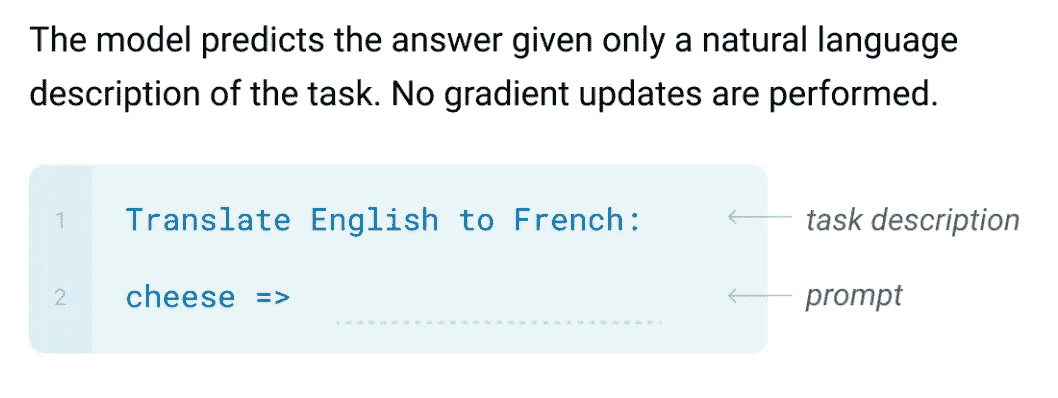 The model predicts the answer given only a natural language
description of the task. No gradient updates are performed.
1 Translate English to French: task description
2 cheese => prompt